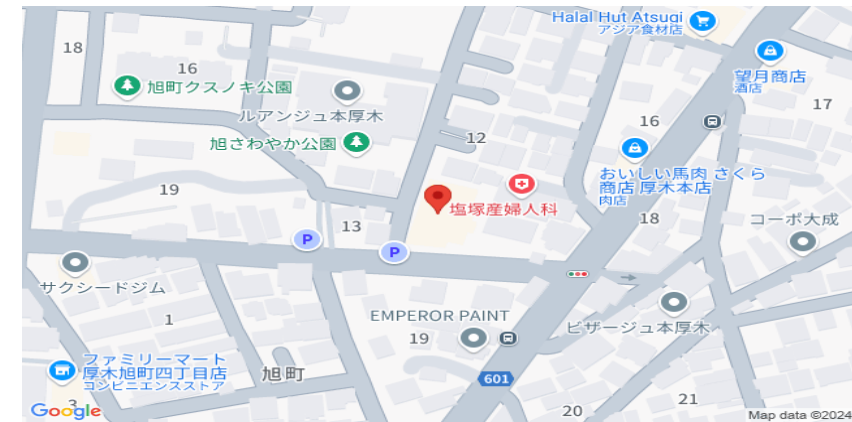 Halal Hut Atsugi
アジア食材店
18
16
望月商店
酒店
旭町クスノキ公園
17
ルアンジュ本厚木
16
12
旭さわやか公園
おいしい馬肉 さくら
商店 厚木本店
肉店
19
塩塚産婦人科
18
コーポ大成
13
P
P
サクシードジム
EMPEROR PAINT
ビザージュ本厚木
1
19
ファミリーマート
厚木旭町四丁目店
コンビニエンスストア
旭町
601
3
21
20
Google
Map data ©2024